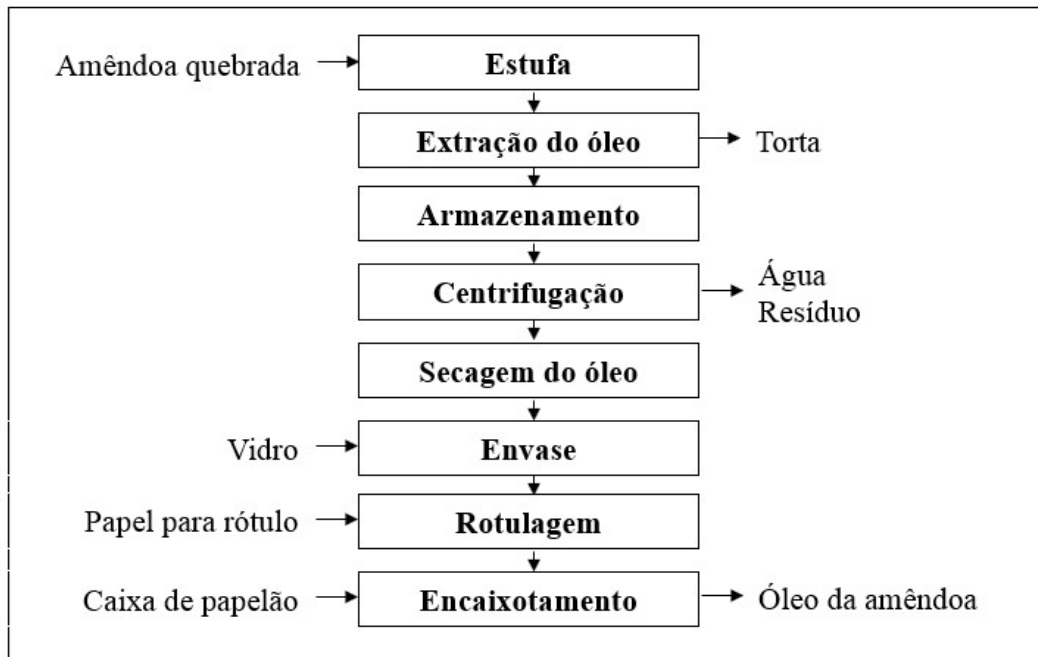 Amêndoa quebrada
Estufa
Extração do óleo
Torta
Armazenamento
Centrifugação
Água
Resíduo
Secagem do óleo
Vidro
Envase
Papel para rótulo
Rotulagem
Caixa de papelão
Encaixotamento
Óleo da amêndoa